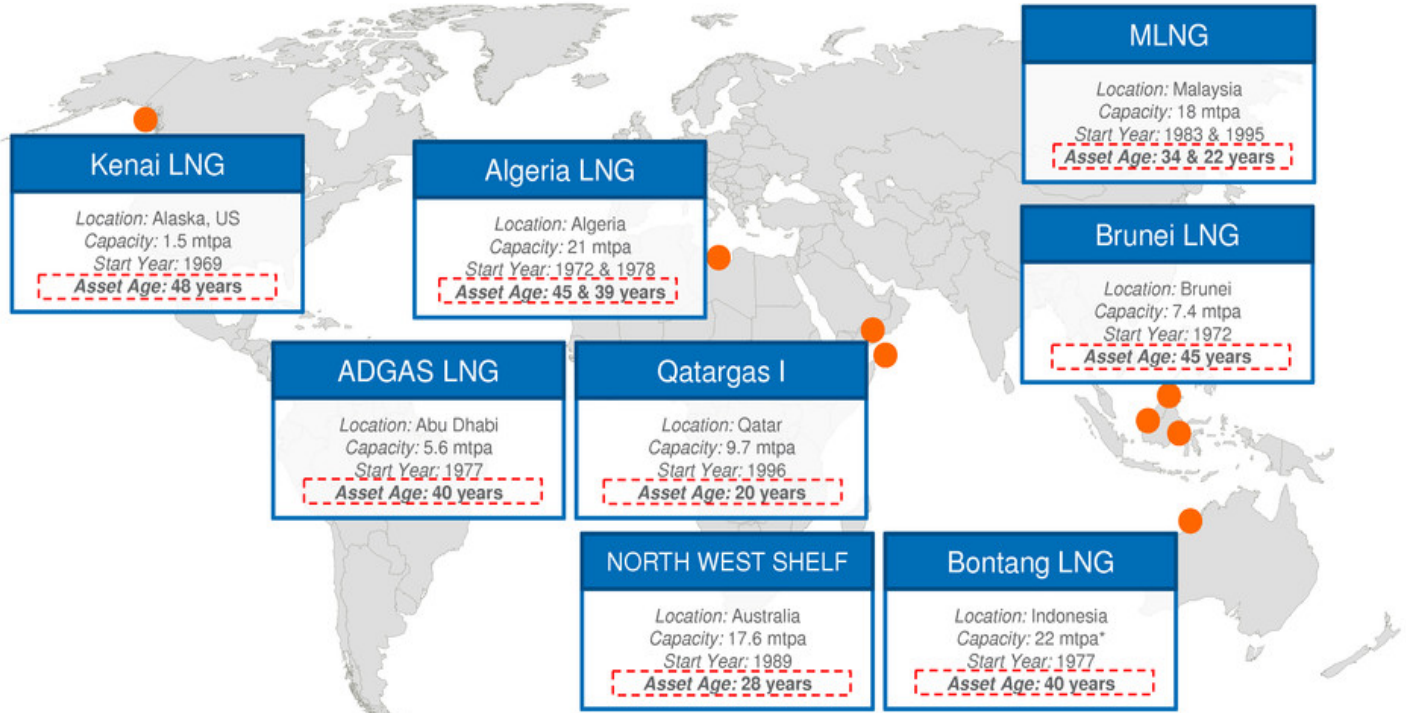 MLNG
Location: Malaysia
Capacity: 18 mtpa
Start Year: 1983 & 1995
Asset Age: 34 & 22 years
Kenai LNG
Location: Alaska, US
Capacity: 1.5 mtpa
Start Year: 1969
Asset Age: 48 years
Algeria LNG
Location: Algeria
Capacity: 21 mtpa
Start Year: 1972 & 1978
Asset Age: 45 & 39 years
Brunei LNG
Location: Brunei
Capacity: 7.4 mtpa
Start Year: 1972
Asset Age: 45 years
ADGAS LNG
Location: Abu Dhabi
Capacity: 5.6 mtpa
Start Year: 1977
Asset Age: 40 years
Qatargas I
Location: Qatar
Capacity: 9.7 mtpa
Start Year: 1996
Asset Age: 20 years
NORTH WEST SHELF
Location: Australia
Capacity: 17.6 mtpa
Start Year: 1989
Asset Age: 28 years
Bontang LNG
Location: Indonesia
Capacity: 22 mtpa*
Start Year: 1977
Asset Age: 40 years